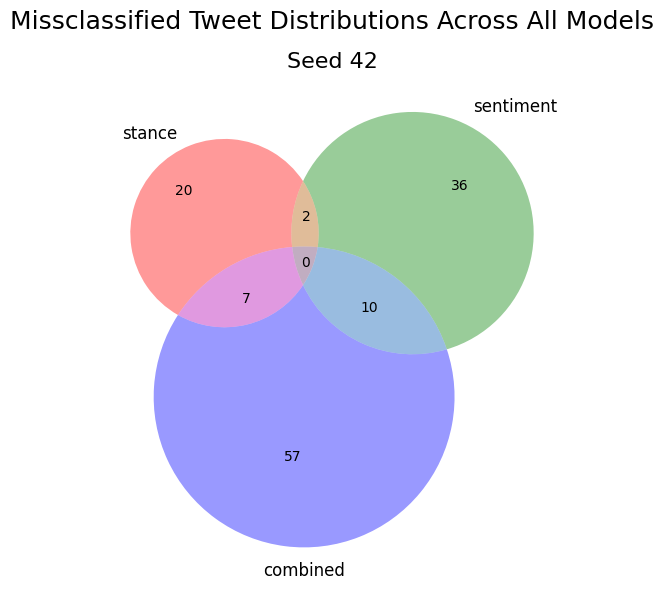 Missclassified Tweet Distributions Across All Models
Seed 42
sentiment
stance
36
20
2
0
7
10
57
combined